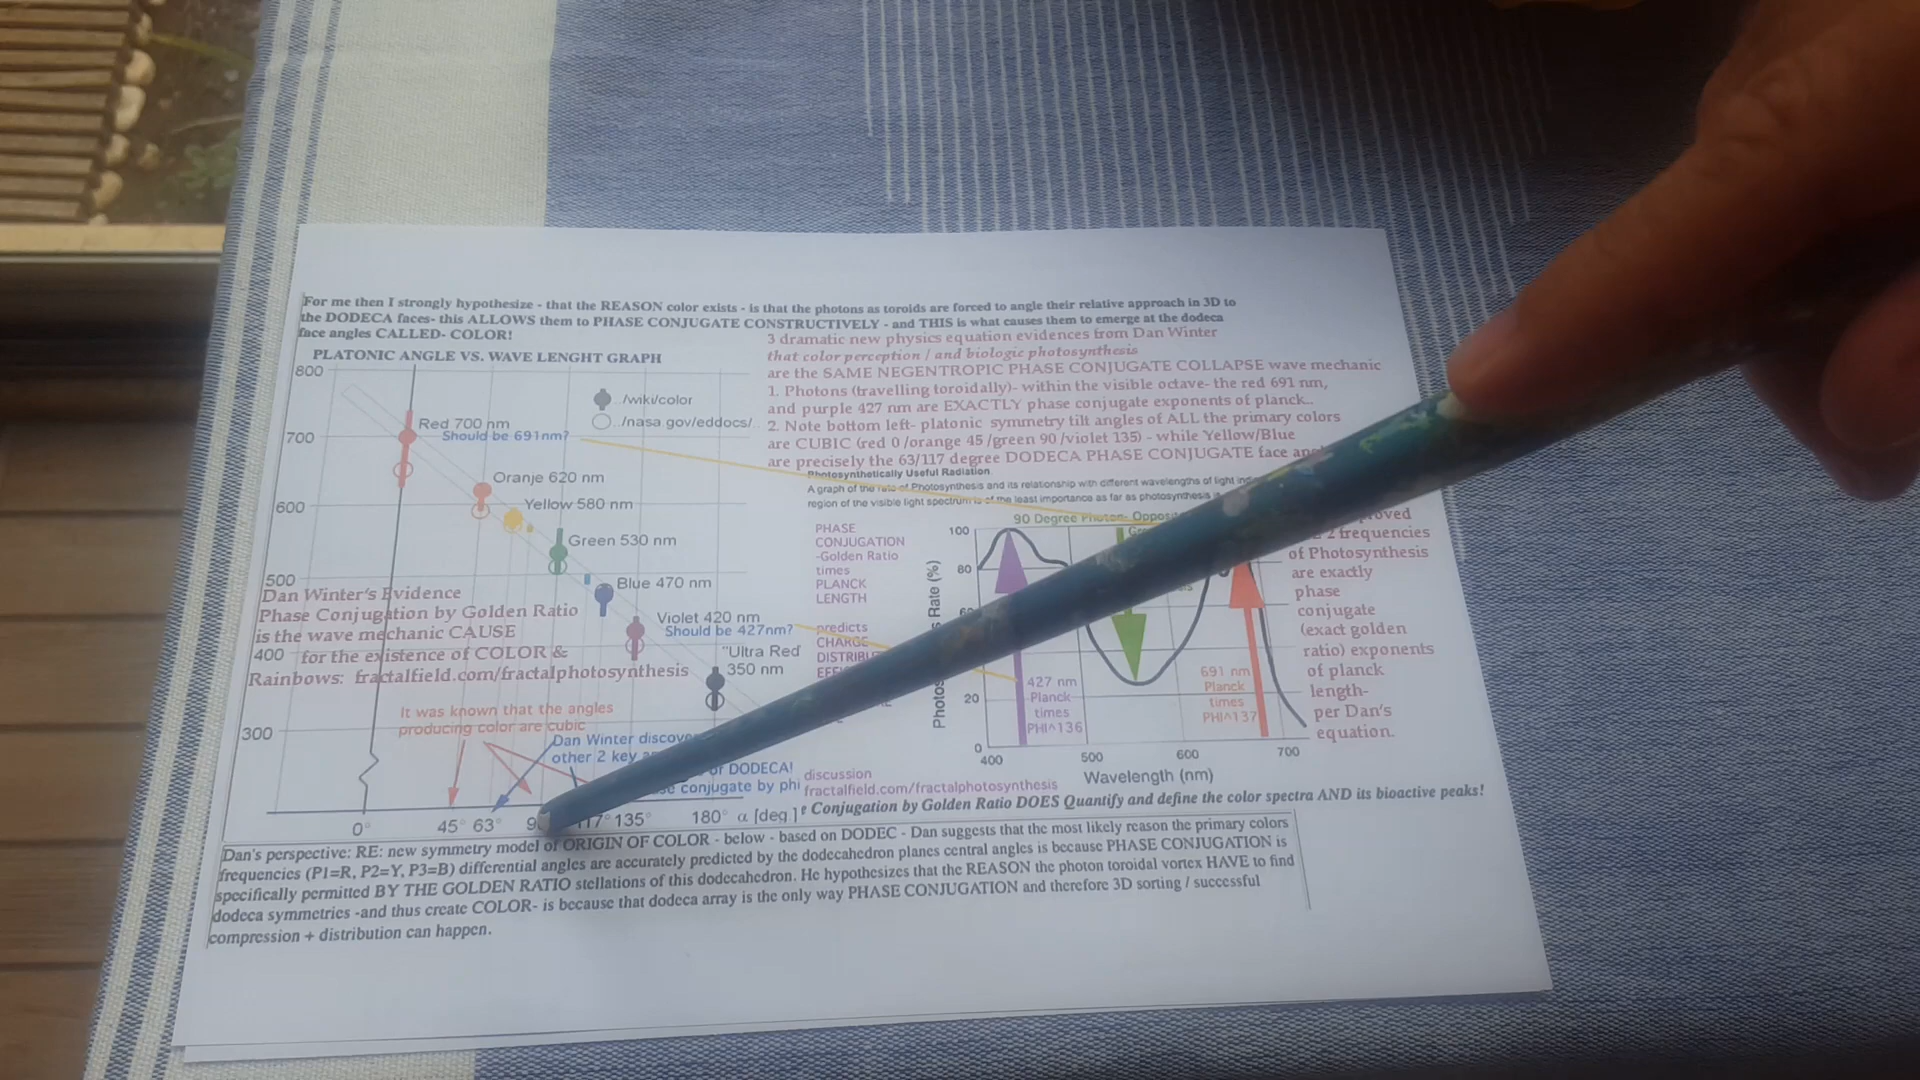 For me then I strongly hypothesize - that the REASON color exists - is that the photons as toroids are forced to angle their relative approach in 3D to
the DODECA faces- this ALLOWS them to PHASE CONJUGATE CONSTRUCTIVELY - and THIS is what causes them to emerge at the dodeca
face angles CALLED- COLOR!
PLATONIC ANGLE VS. WAVE LENGHT GRAPH
800
700
600
500
400
300
./wiki/color
./nasa gov/eddocs/
Red 700 nm
Should be 691nm?
Oranje 620 nm
Yellow 580 nm
Green 530 nm
Blue 470 nm
Violet 420 nm
Should be 427nm?
"Ultra Red
350 nm
Dan Winter's Evidence
Phase Conjugation by Golden Ratio
is the wave mechanic CAUSE
for the existence of COLOR &
Rainbows: fractalfield.com/fractalphotosynthesis
It was known that the angles
producing color are cubic
Dan Winter
other 2 key
of DODECA!
conjugate by phi
0° 45° 63° 117° 135° 180° α [deg.]
3 dramatic new physics equation evidences from Dan Winter
that color perception / and biologic photosynthesis
are the SAME NEGENTROPIC PHASE CONJUGATE COLLAPSE wave mechanic
1. Photons (travelling toroidally)- within the visible octave- the red 691 nm,
and purple 427 nm are EXACTLY phase conjugate exponents of planck..
2. Note bottom left- platonic symmetry tilt angles of ALL the primary colors
are CUBIC (red 0 /orange 45 /green 90 /violet 135) - while Yellow/Blue
are precisely the 63/117 degree DODECA PHASE CONJUGATE face
Photosynthetically Useful Radiation
A graph of the rate of Photosynthesis and its relationship with different wavelengths of light
region of the visible light spectrum is of the least importance as far as photosynthesis
90 Degree Photon-
PHASE
CONJUGATION
-Golden Ratio
times
PLANCK
LENGTH
predicts
CHARGE
Rate (%)
100
80
20
0
400 500 600 700
Wavelength (nm)
427 nm
Planck
times
PHI^136
691 nm
Planck
times
PHI^137
2 frequencies
of Photosynthesis
are exactly
phase
conjugate
(exact golden
ratio) exponents
of planck
length-
per Dan's
equation.
discussion
fractalfield.com/fractalphotosynthesis
Conjugation by Golden Ratio DOES Quantify and define the color spectra AND its bioactive peaks!
Dan's perspective: RE: new symmetry model of ORIGIN OF COLOR - below - based on DODEC - Dan suggests that the most likely reason the primary colors
frequencies (P1=R, P2=Y, P3=B) differential angles are accurately predicted by the dodecahedron planes central angles is because PHASE CONJUGATION is
specifically permitted BY THE GOLDEN RATIO stellations of this dodecahedron. He hypothesizes that the REASON the photon toroidal vortex HAVE to find
dodeca symmetries -and thus create COLOR- is because that dodeca array is the only way PHASE CONJUGATION and therefore 3D sorting / successful
compression + distribution can happen.